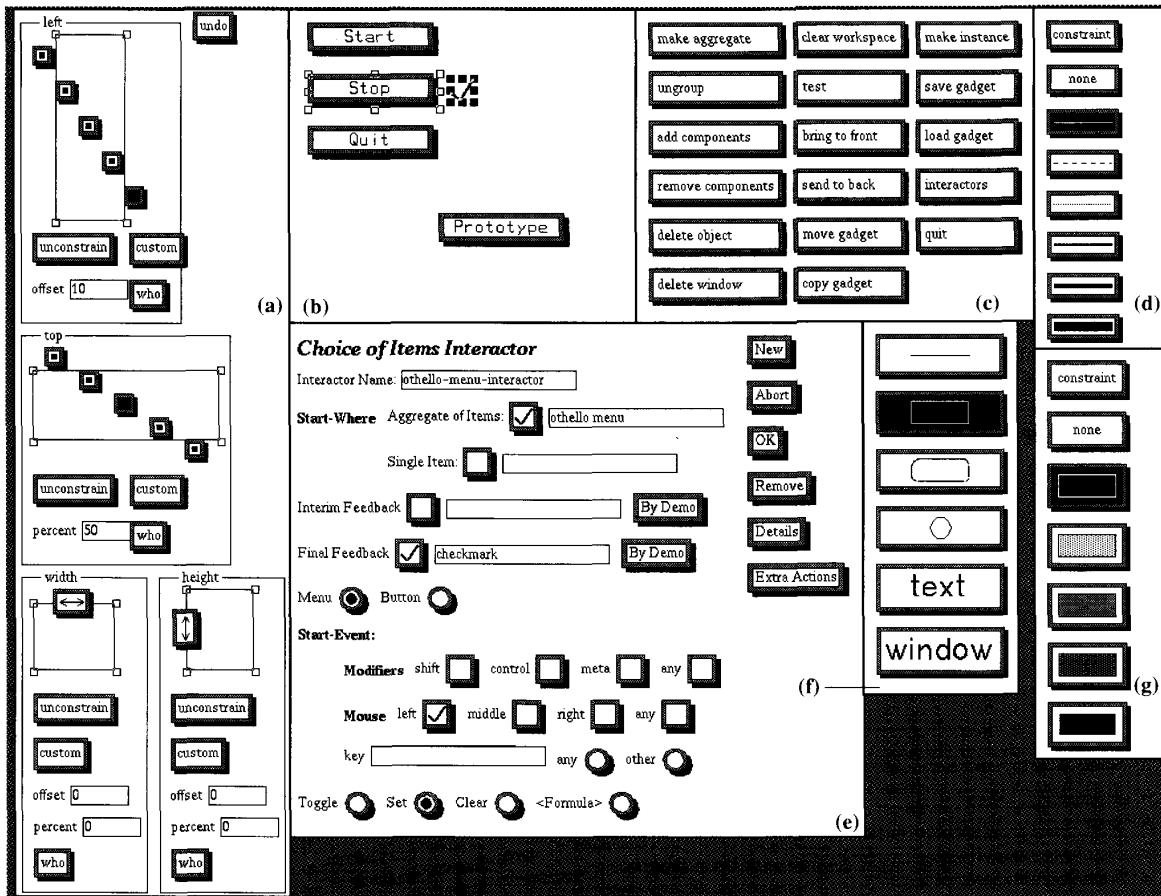 left
undo
unconstrain custom
offset 10 who
(a)
top
unconstrain custom
percent 50 who
width
unconstrain
custom
offset 0
percent 0
who
height
unconstrain
custom
offset 0
percent 0
who
Start
Stop
Quit
Prototype
(b)
make aggregate clear workspace make instance
ungroup test save gadget
add components bring to front load gadget
remove components send to back interactors
delete object move gadget quit
delete window copy gadget
(c)
constraint
none
(d)
Choice of Items Interactor
Interactor Name: othello-menu-interactor
Start-Where Aggregate of Items: othello menu
Single Item:
Interim Feedback By Demo
Final Feedback checkmark By Demo
Menu Button
Start-Event:
Modifiers shift control meta any
Mouse left middle right any
key any other
Toggle Set Clear <Formula>
New
Abort
OK
Remove
Details
Extra Actions
(e)
text
window
(f)
constraint
none
(g)